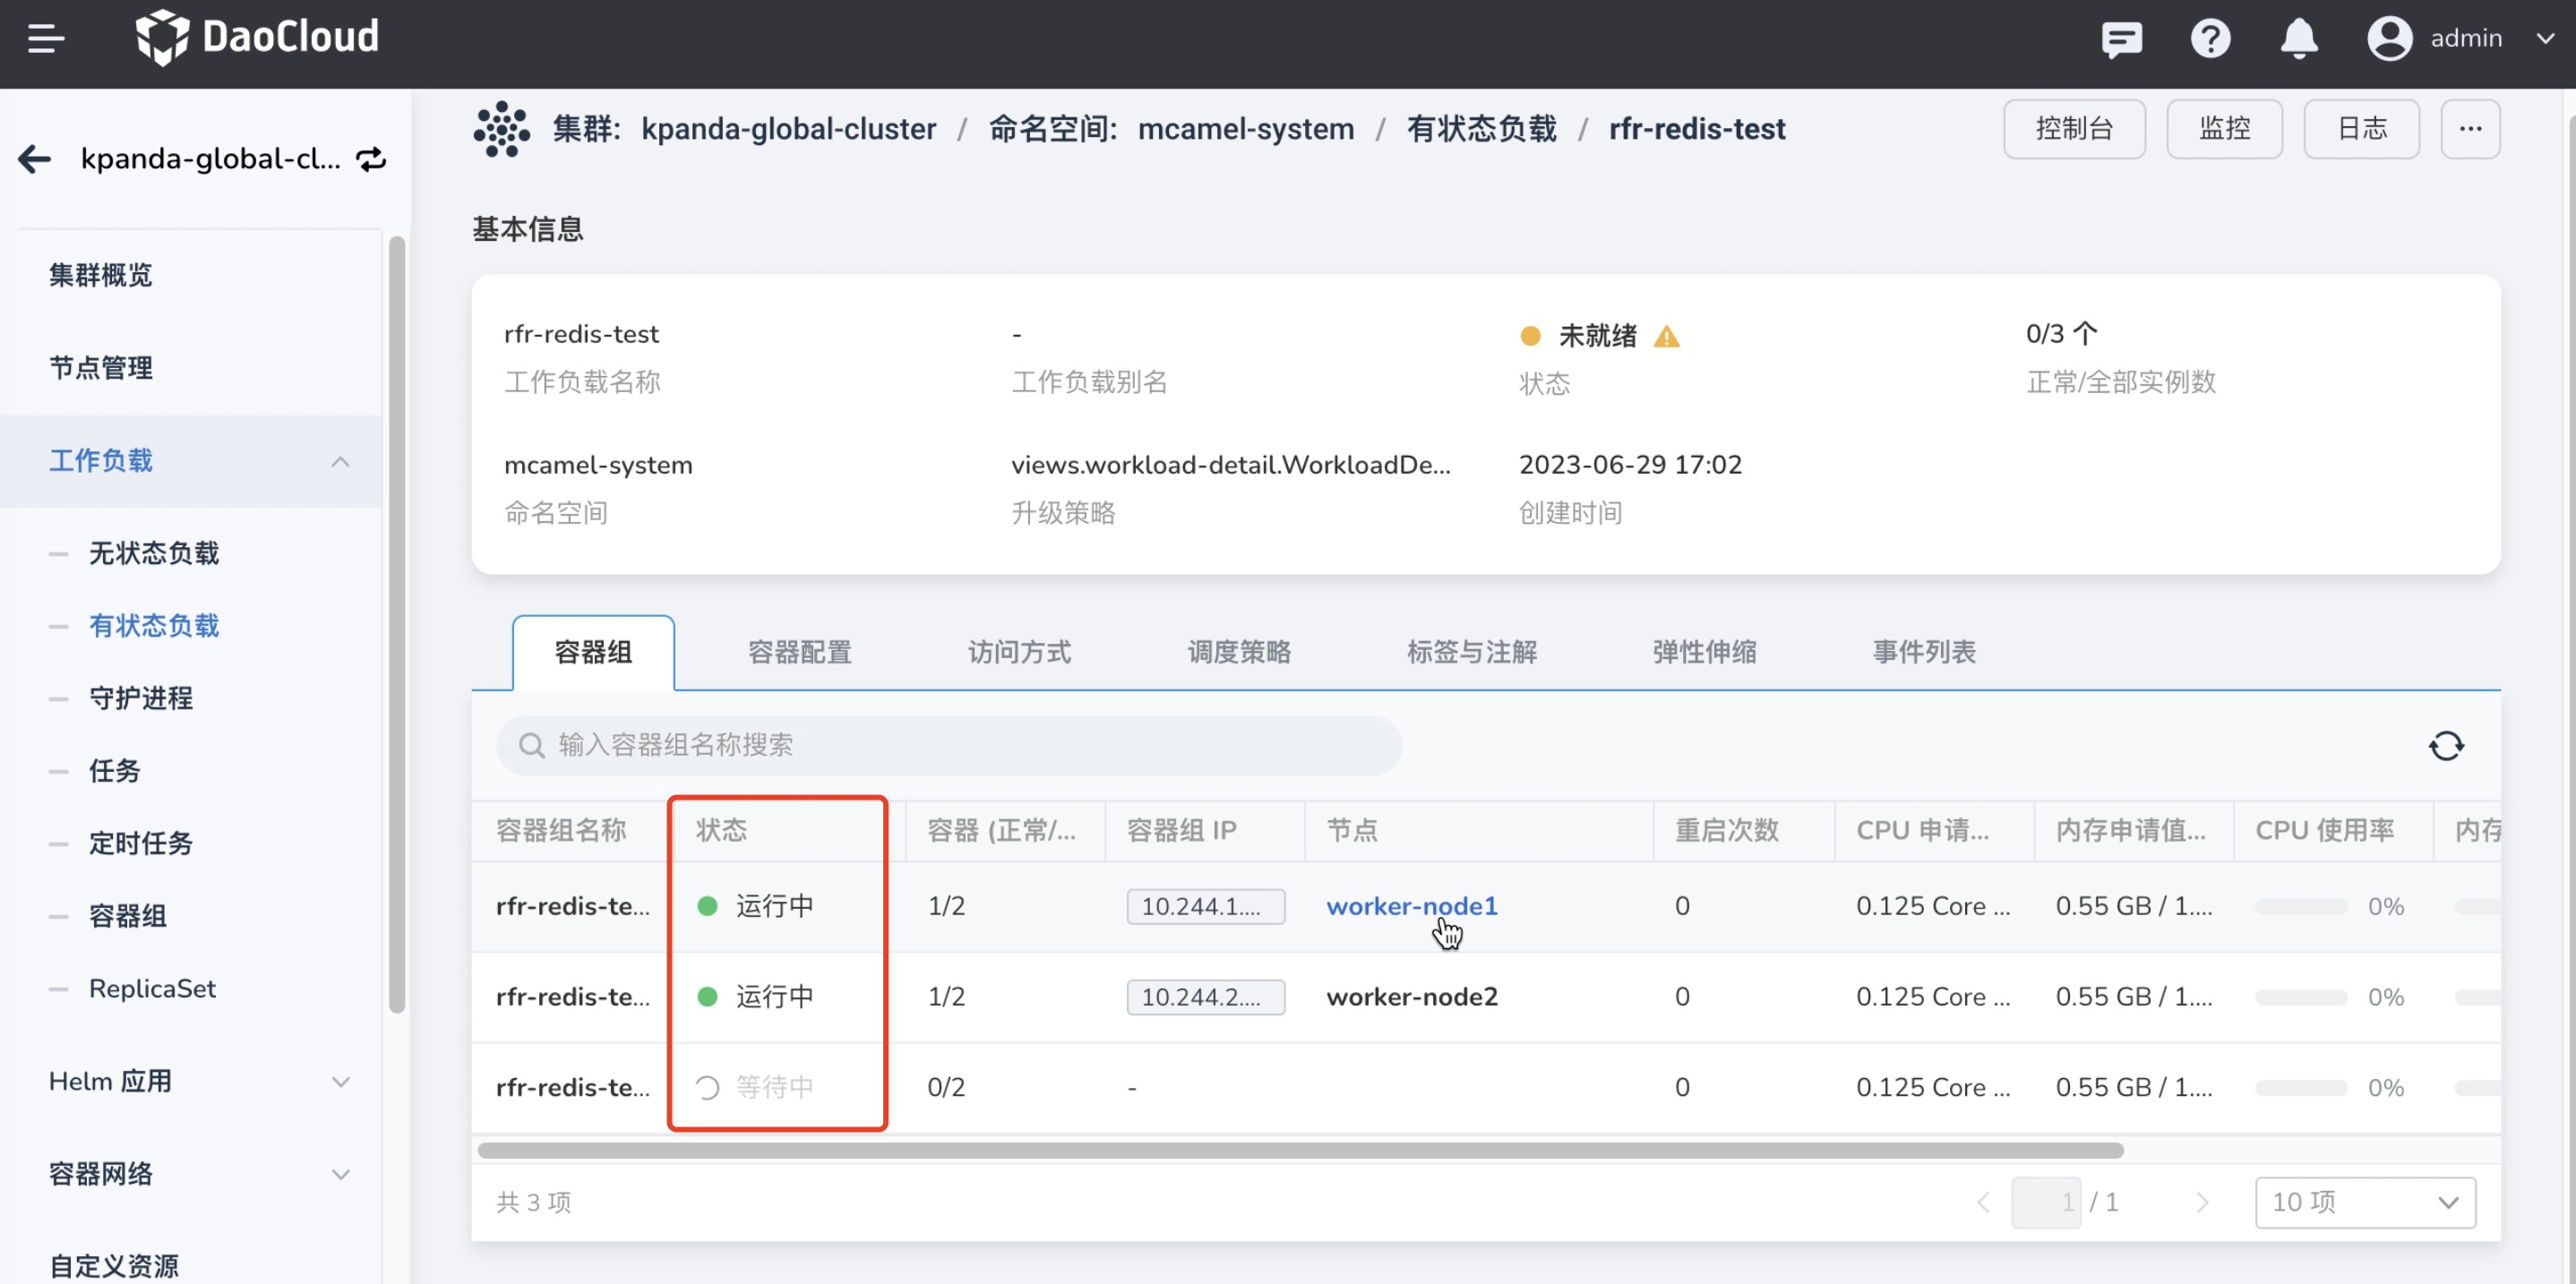 DaoCloud
admin
kpanda-global-cl...
集群: kpanda-global-cluster / 命名空间: mcamel-system / 有状态负载 / rfr-redis-test
控制台
监控
日志
...
集群概览
节点管理
工作负载
无状态负载
有状态负载
守护进程
任务
定时任务
容器组
ReplicaSet
Helm 应用
容器网络
自定义资源
基本信息
rfr-redis-test
工作负载名称
-
工作负载别名
未就绪
状态
0/3 个
正常/全部实例数
mcamel-system
命名空间
views.workload-detail.WorkloadDe...
升级策略
2023-06-29 17:02
创建时间
容器组 容器配置 访问方式 调度策略 标签与注解 弹性伸缩 事件列表
输入容器组名称搜索
容器组名称 状态 容器 (正常/... 容器组 IP 节点 重启次数 CPU 申请... 内存申请值... CPU 使用率 内存
rfr-redis-te... 运行中 1/2 10.244.1.... worker-node1 0 0.125 Core ... 0.55 GB / 1.... 0%
rfr-redis-te... 运行中 1/2 10.244.2.... worker-node2 0 0.125 Core ... 0.55 GB / 1.... 0%
rfr-redis-te... 等待中 0/2 - 0 0.125 Core ... 0.55 GB / 1.... 0%
共 3 项
1 / 1
10 项